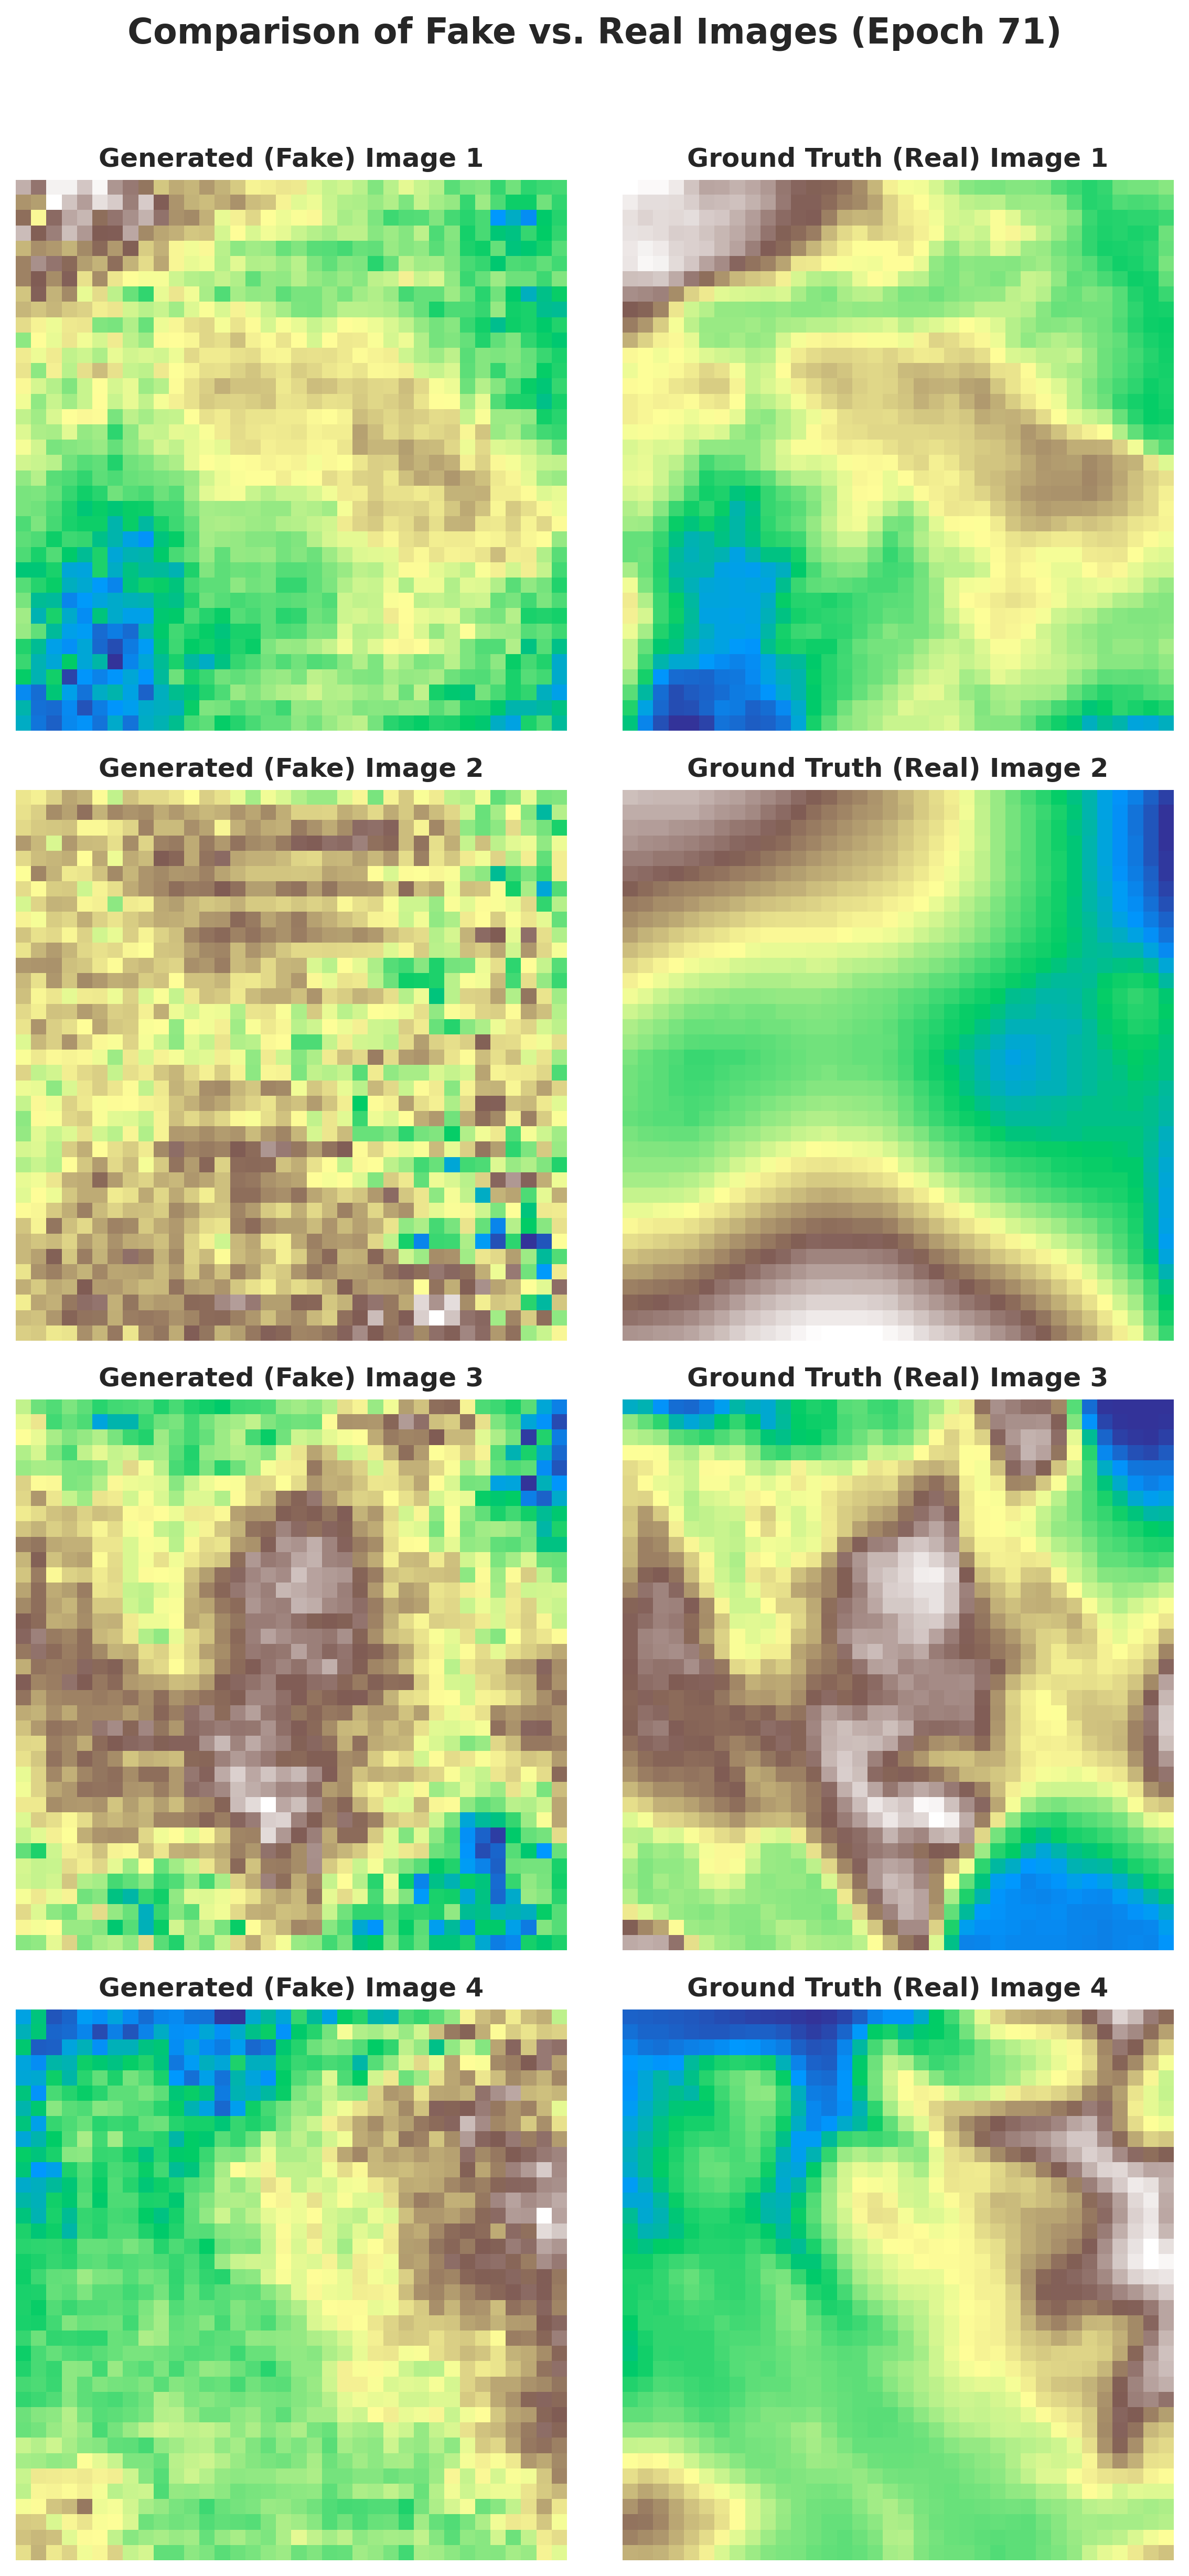 Comparison of Fake vs. Real Images (Epoch 71)
Generated (Fake) Image 1
Ground Truth (Real) Image 1
Generated (Fake) Image 2
Ground Truth (Real) Image 2
Generated (Fake) Image 3
Ground Truth (Real) Image 3
Generated (Fake) Image 4
Ground Truth (Real) Image 4